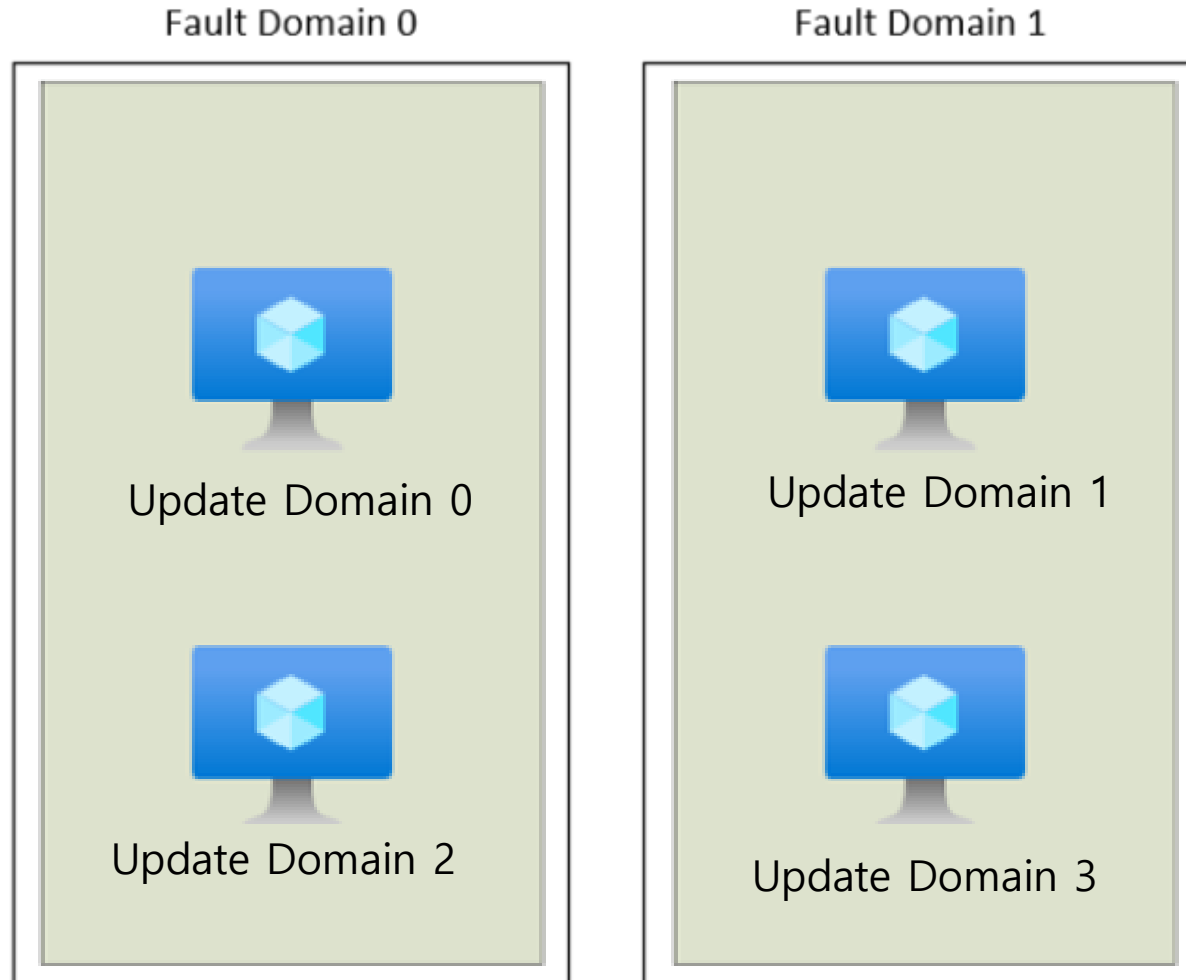 Fault Domain 0
Fault Domain 1
Update Domain 0
Update Domain 1
Update Domain 2
Update Domain 3